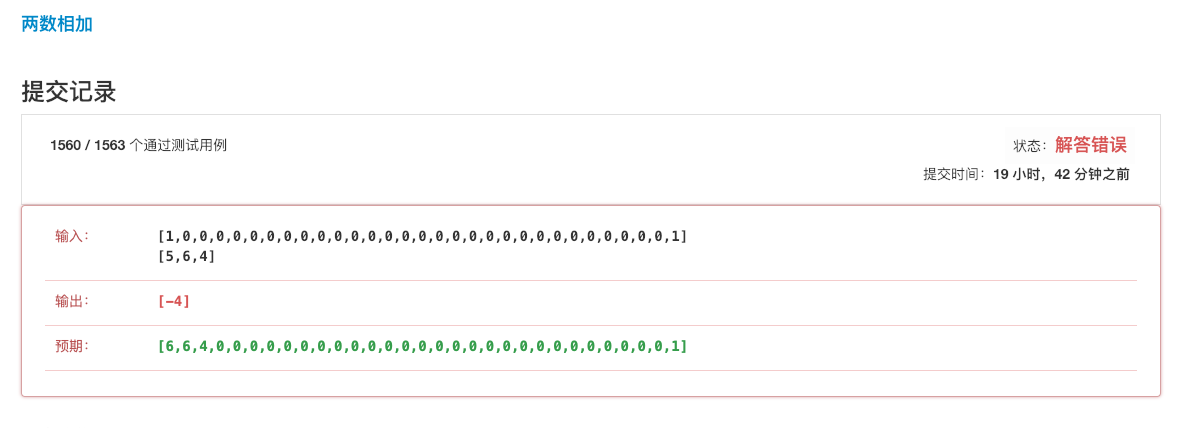 两数相加
提交记录
1560 / 1563 个通过测试用例
状态：解答错误
提交时间：19 小时，42 分钟之前
输入： [1,0,0,0,0,0,0,0,0,0,0,0,0,0,0,0,0,0,0,0,0,0,0,0,0,0,0,0,0,0,1]
[5,6,4]
输出： [-4]
预期： [6,6,4,0,0,0,0,0,0,0,0,0,0,0,0,0,0,0,0,0,0,0,0,0,0,0,0,0,0,0,1]